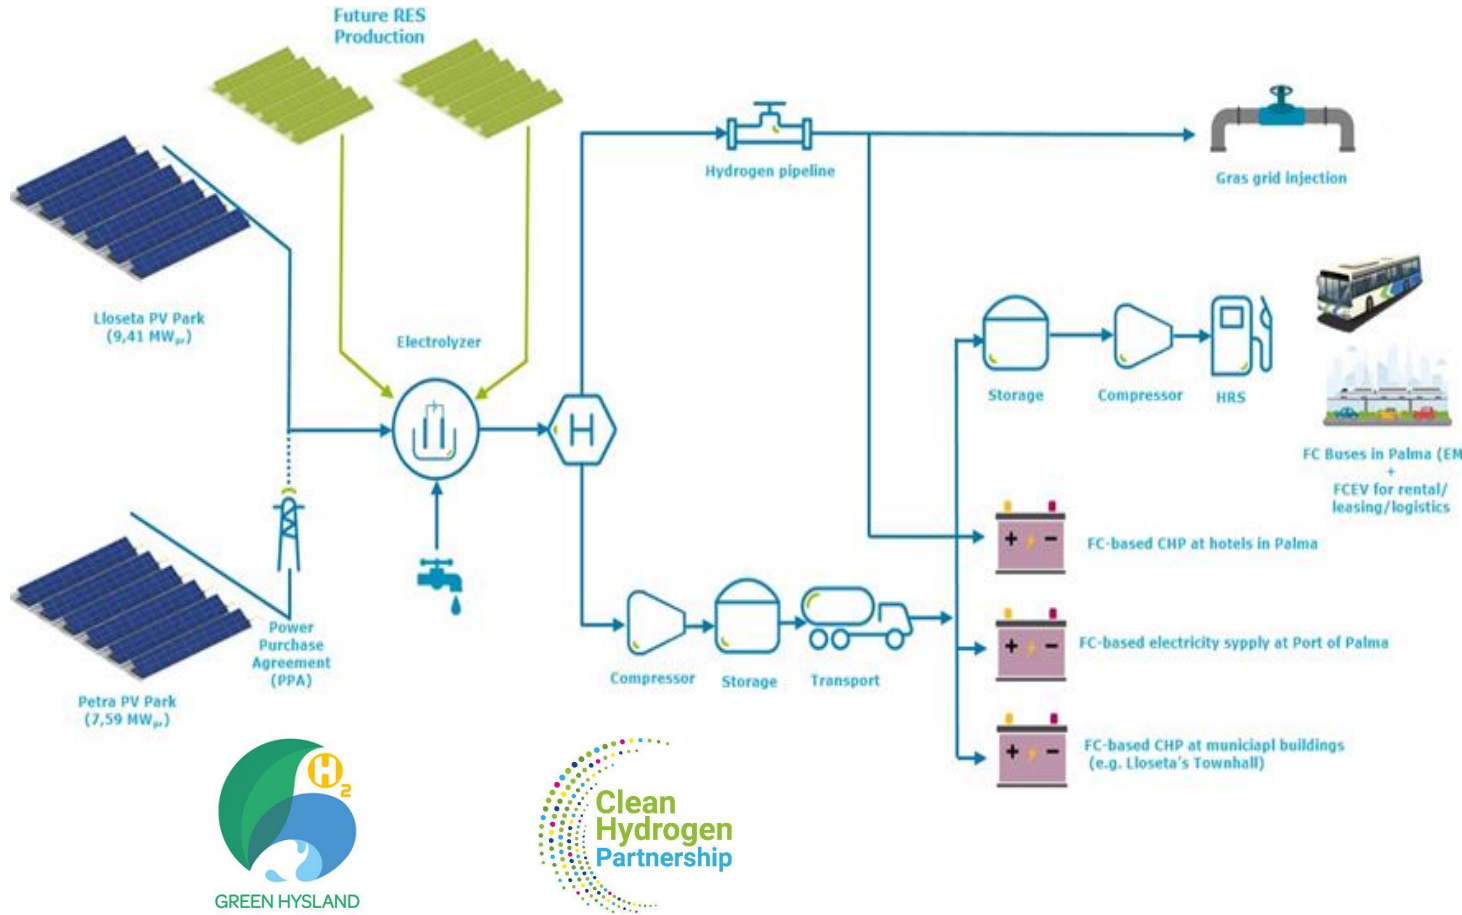 Future RES
Production
Lloseta PV Park
(9,41 MWₚᵣ)
Electrolyzer
H
Hydrogen pipeline
Gras grid injection
Storage
Compressor
HRS
FC Buses in Palma (EM
+
FCEV for rental/
leasing/logistics
+ −
FC-based CHP at hotels in Palma
+ −
FC-based electricity sypply at Port of Palma
+ −
FC-based CHP at municiapl buildings
(e.g. Lloseta's Townhall)
Compressor
Storage
Transport
Power
Purchase
Agreement
(PPA)
Petra PV Park
(7,59 MWₚᵣ)
H2
GREEN HYSLAND
Clean
Hydrogen
Partnership